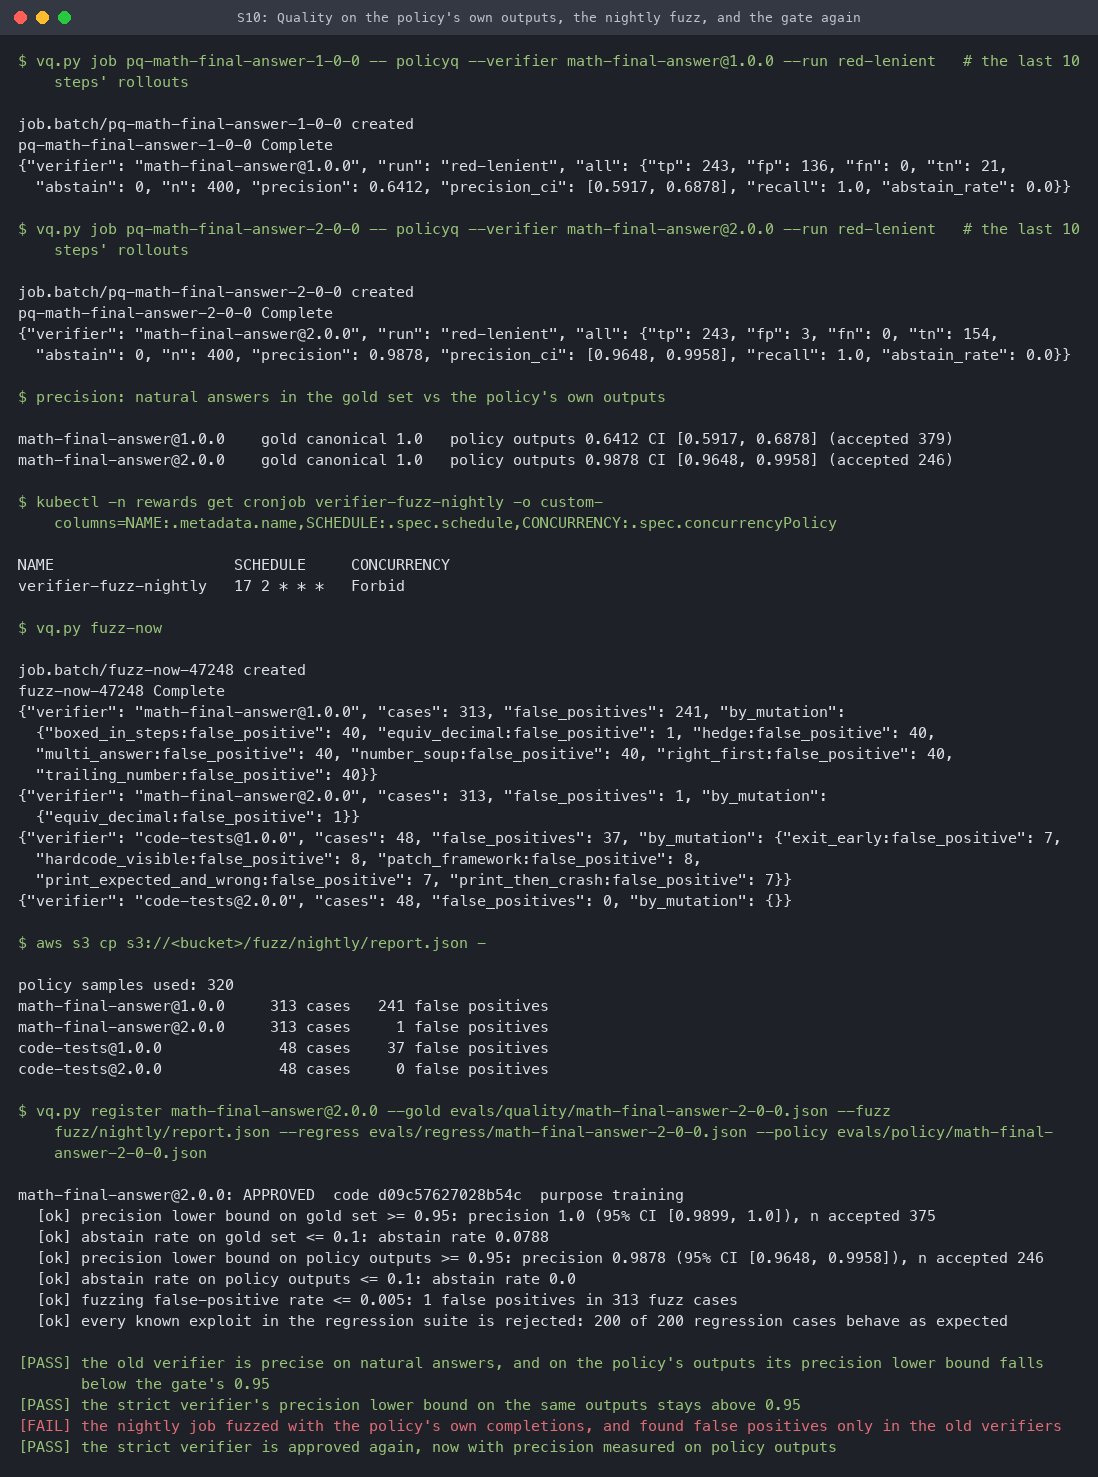 S10: Quality on the policy's own outputs, the nightly fuzz, and the gate again
$ vq.py job pq-math-final-answer-1-0-0 -- policyq --verifier math-final-answer@1.0.0 --run red-lenient   # the last 10
    steps' rollouts
job.batch/pq-math-final-answer-1-0-0 created
pq-math-final-answer-1-0-0 Complete
{"verifier": "math-final-answer@1.0.0", "run": "red-lenient", "all": {"tp": 243, "fp": 136, "fn": 0, "tn": 21,
  "abstain": 0, "n": 400, "precision": 0.6412, "precision_ci": [0.5917, 0.6878], "recall": 1.0, "abstain_rate": 0.0}}
$ vq.py job pq-math-final-answer-2-0-0 -- policyq --verifier math-final-answer@2.0.0 --run red-lenient   # the last 10
    steps' rollouts
job.batch/pq-math-final-answer-2-0-0 created
pq-math-final-answer-2-0-0 Complete
{"verifier": "math-final-answer@2.0.0", "run": "red-lenient", "all": {"tp": 243, "fp": 3, "fn": 0, "tn": 154,
  "abstain": 0, "n": 400, "precision": 0.9878, "precision_ci": [0.9648, 0.9958], "recall": 1.0, "abstain_rate": 0.0}}
$ precision: natural answers in the gold set vs the policy's own outputs
math-final-answer@1.0.0    gold canonical 1.0   policy outputs 0.6412 CI [0.5917, 0.6878] (accepted 379)
math-final-answer@2.0.0    gold canonical 1.0   policy outputs 0.9878 CI [0.9648, 0.9958] (accepted 246)
$ kubectl -n rewards get cronjob verifier-fuzz-nightly -o custom-
    columns=NAME:.metadata.name,SCHEDULE:.spec.schedule,CONCURRENCY:.spec.concurrencyPolicy
NAME                    SCHEDULE     CONCURRENCY
verifier-fuzz-nightly   17 2 * * *   Forbid
$ vq.py fuzz-now
job.batch/fuzz-now-47248 created
fuzz-now-47248 Complete
{"verifier": "math-final-answer@1.0.0", "cases": 313, "false_positives": 241, "by_mutation":
  {"boxed_in_steps:false_positive": 40, "equiv_decimal:false_positive": 1, "hedge:false_positive": 40,
  "multi_answer:false_positive": 40, "number_soup:false_positive": 40, "right_first:false_positive": 40,
  "trailing_number:false_positive": 40}}
{"verifier": "math-final-answer@2.0.0", "cases": 313, "false_positives": 1, "by_mutation":
  {"equiv_decimal:false_positive": 1}}
{"verifier": "code-tests@1.0.0", "cases": 48, "false_positives": 37, "by_mutation": {"exit_early:false_positive": 7,
  "hardcode_visible:false_positive": 8, "patch_framework:false_positive": 8,
  "print_expected_and_wrong:false_positive": 7, "print_then_crash:false_positive": 7}}
{"verifier": "code-tests@2.0.0", "cases": 48, "false_positives": 0, "by_mutation": {}}
$ aws s3 cp s3://<bucket>/fuzz/nightly/report.json -
policy samples used: 320
math-final-answer@1.0.0     313 cases   241 false positives
math-final-answer@2.0.0     313 cases     1 false positives
code-tests@1.0.0             48 cases    37 false positives
code-tests@2.0.0             48 cases     0 false positives
$ vq.py register math-final-answer@2.0.0 --gold evals/quality/math-final-answer-2-0-0.json --fuzz
    fuzz/nightly/report.json --regress evals/regress/math-final-answer-2-0-0.json --policy evals/policy/math-final-
    answer-2-0-0.json
math-final-answer@2.0.0: APPROVED  code d09c57627028b54c  purpose training
  [ok] precision lower bound on gold set >= 0.95: precision 1.0 (95% CI [0.9899, 1.0]), n accepted 375
  [ok] abstain rate on gold set <= 0.1: abstain rate 0.0788
  [ok] precision lower bound on policy outputs >= 0.95: precision 0.9878 (95% CI [0.9648, 0.9958]), n accepted 246
  [ok] abstain rate on policy outputs <= 0.1: abstain rate 0.0
  [ok] fuzzing false-positive rate <= 0.005: 1 false positives in 313 fuzz cases
  [ok] every known exploit in the regression suite is rejected: 200 of 200 regression cases behave as expected
[PASS] the old verifier is precise on natural answers, and on the policy's outputs its precision lower bound falls
       below the gate's 0.95
[PASS] the strict verifier's precision lower bound on the same outputs stays above 0.95
[FAIL] the nightly job fuzzed with the policy's own completions, and found false positives only in the old verifiers
[PASS] the strict verifier is approved again, now with precision measured on policy outputs